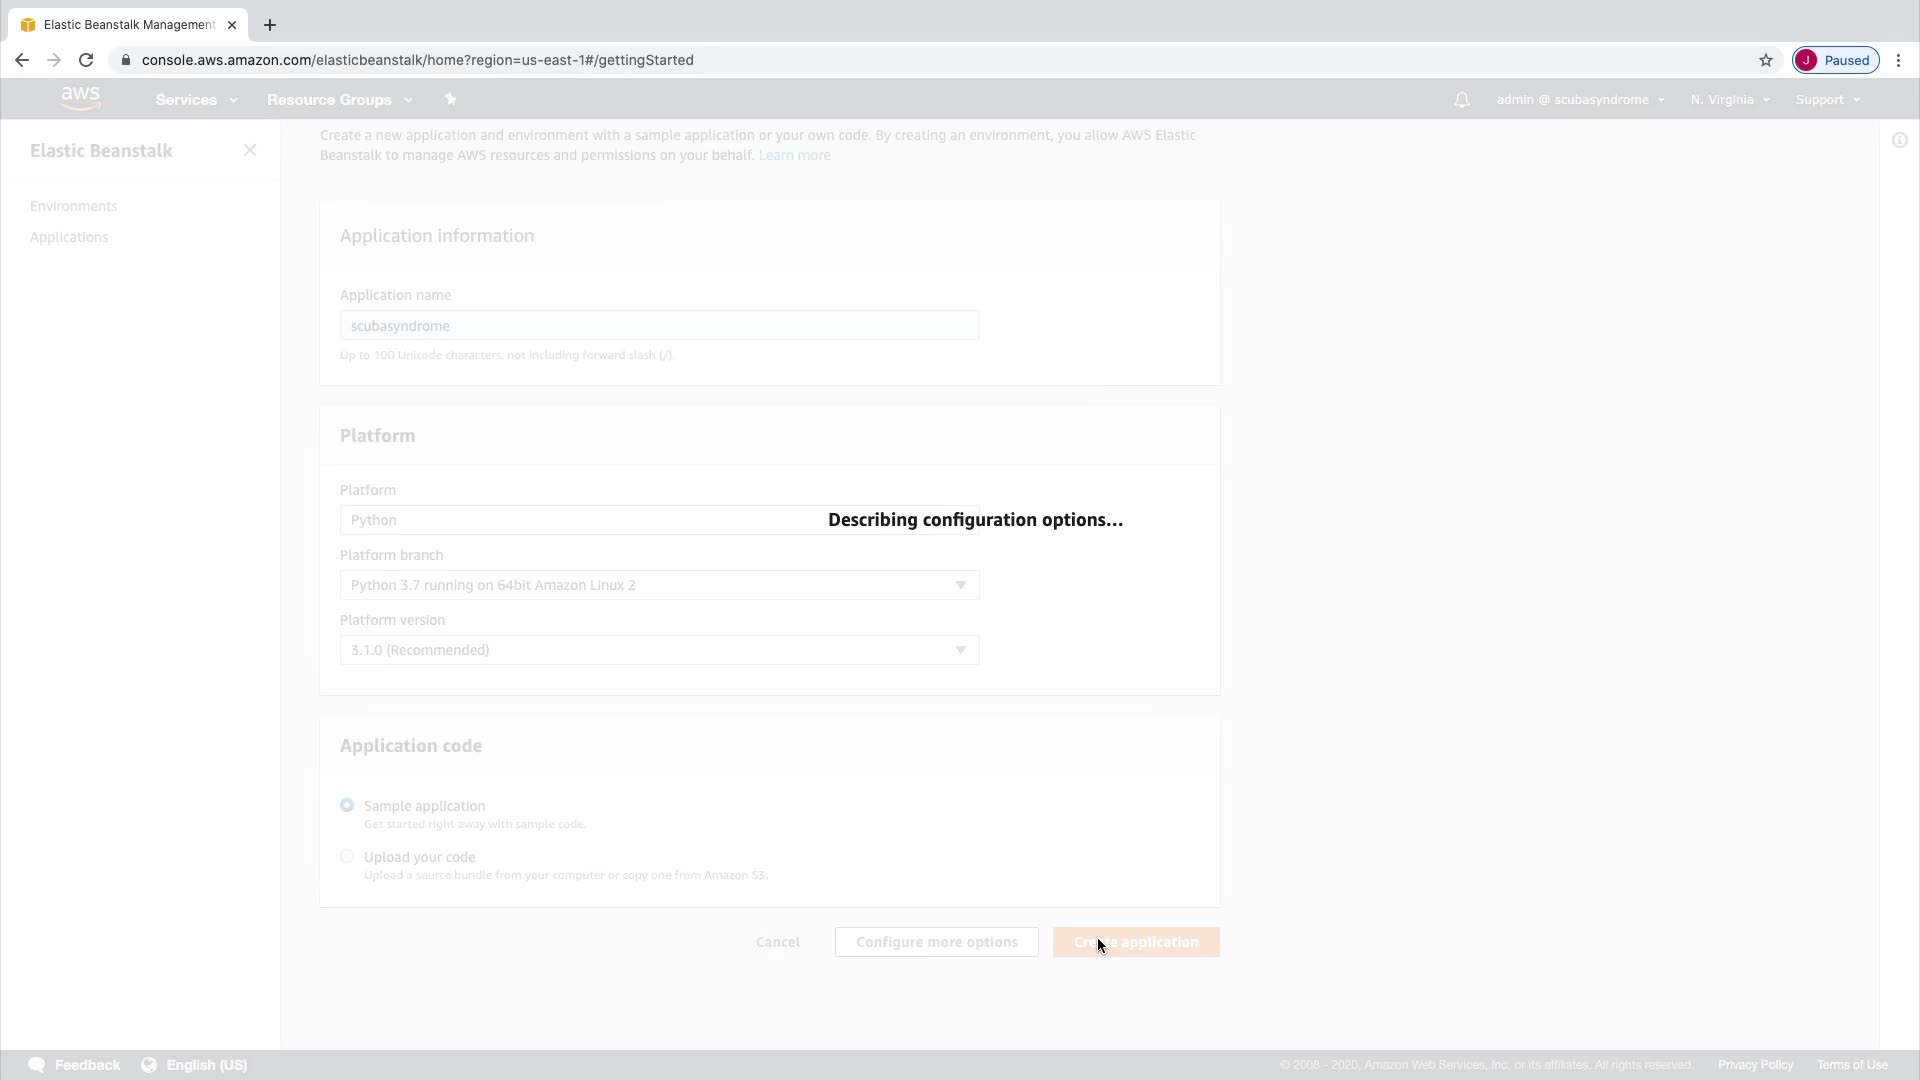 Elastic Beanstalk Management
console.aws.amazon.com/elasticbeanstalk/home?region=us-east-1#/gettingStarted
J Paused
aws Services Resource Groups admin @ scubasyndrome N. Virginia Support
Create a new application and environment with a sample application or your own code. By creating an environment, you allow AWS Elastic
Beanstalk to manage AWS resources and permissions on your behalf. Learn more
Elastic Beanstalk
Environments
Applications
Application information
Application name
scubasyndrome
Up to 100 Unicode characters, not including forward slash (/).
Platform
Platform
Python
Describing configuration options...
Platform branch
Python 3.7 running on 64bit Amazon Linux 2
Platform version
3.1.0 (Recommended)
Application code
Sample application
Get started right away with sample code.
Upload your code
Upload a source bundle from your computer or copy one from Amazon S3.
Cancel Configure more options Create application
Feedback English (US) © 2008 - 2020, Amazon Web Services, Inc. or its affiliates. All rights reserved. Privacy Policy Terms of Use